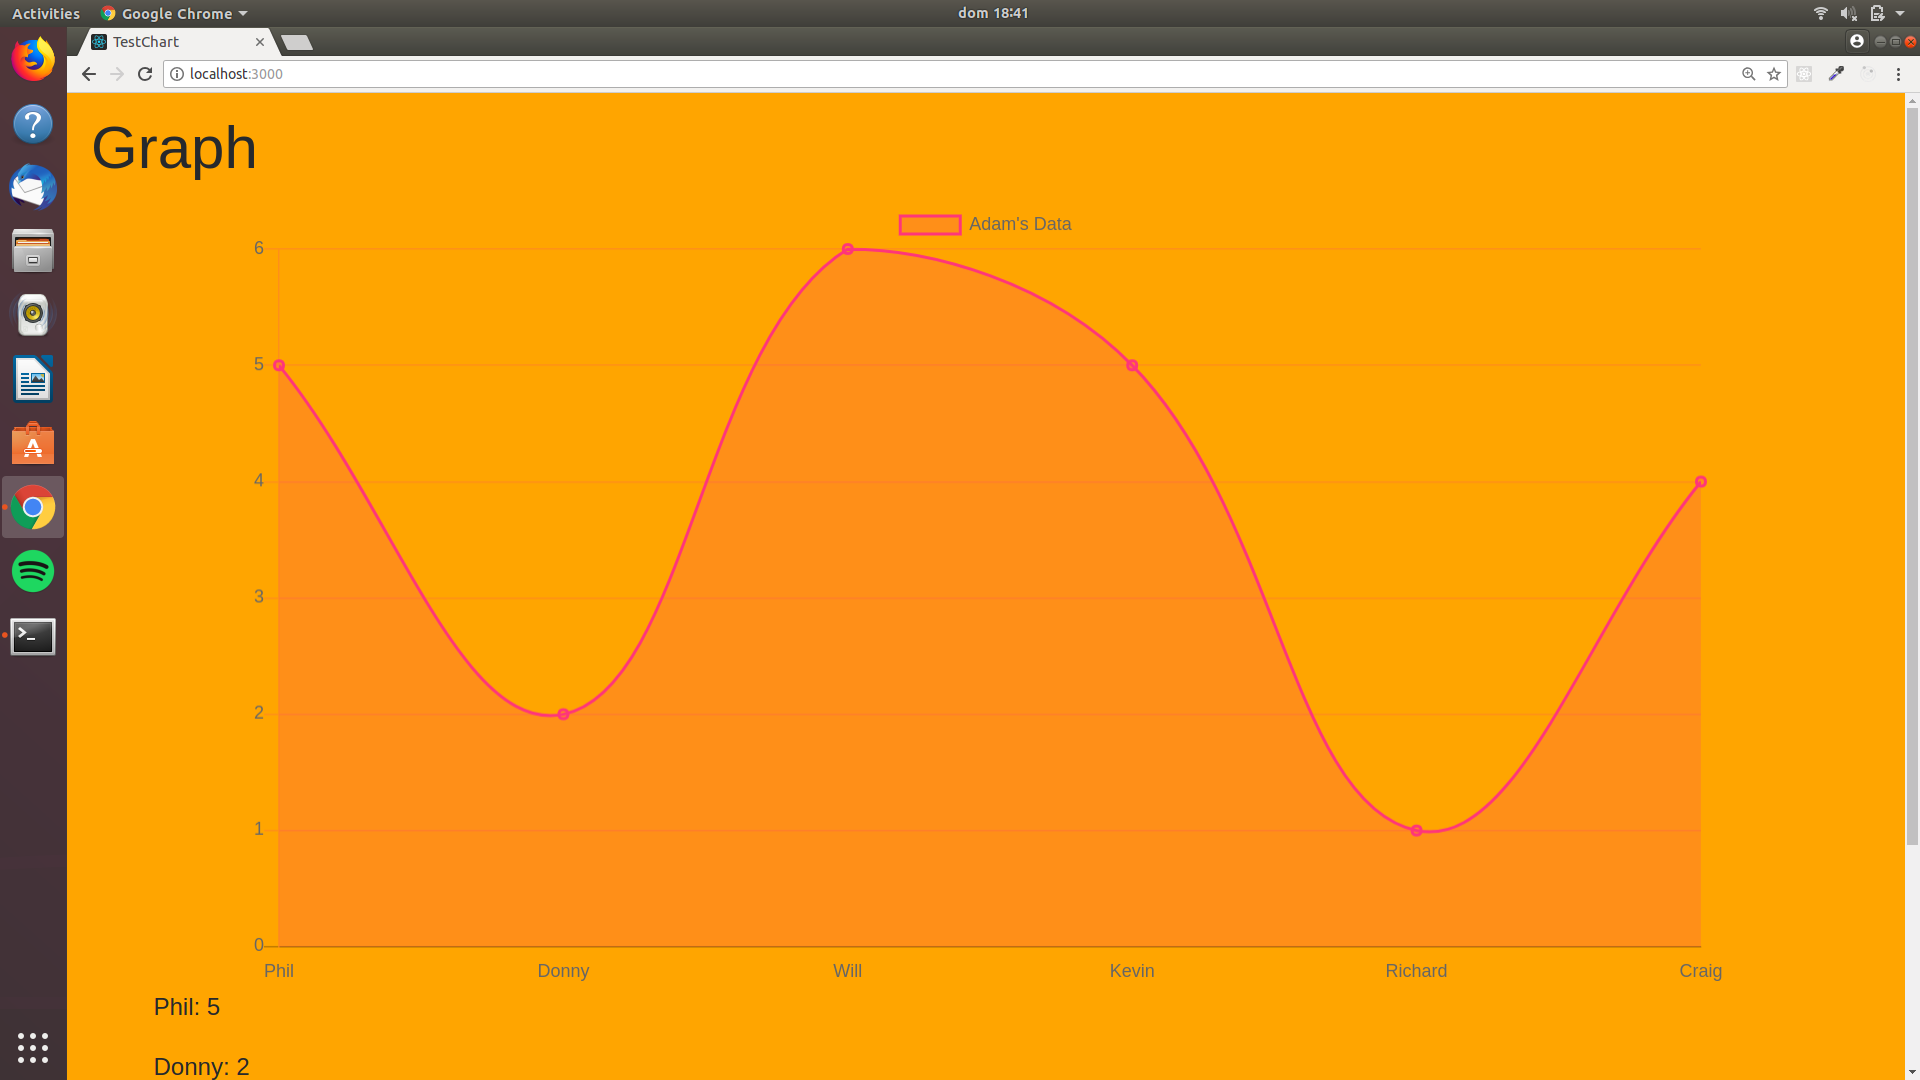 Activities Google Chrome dom 18:41
TestChart
localhost:3000
Graph
Adam's Data
6
5
4
3
2
1
0
Phil Donny Will Kevin Richard Craig
Phil: 5
Donny: 2